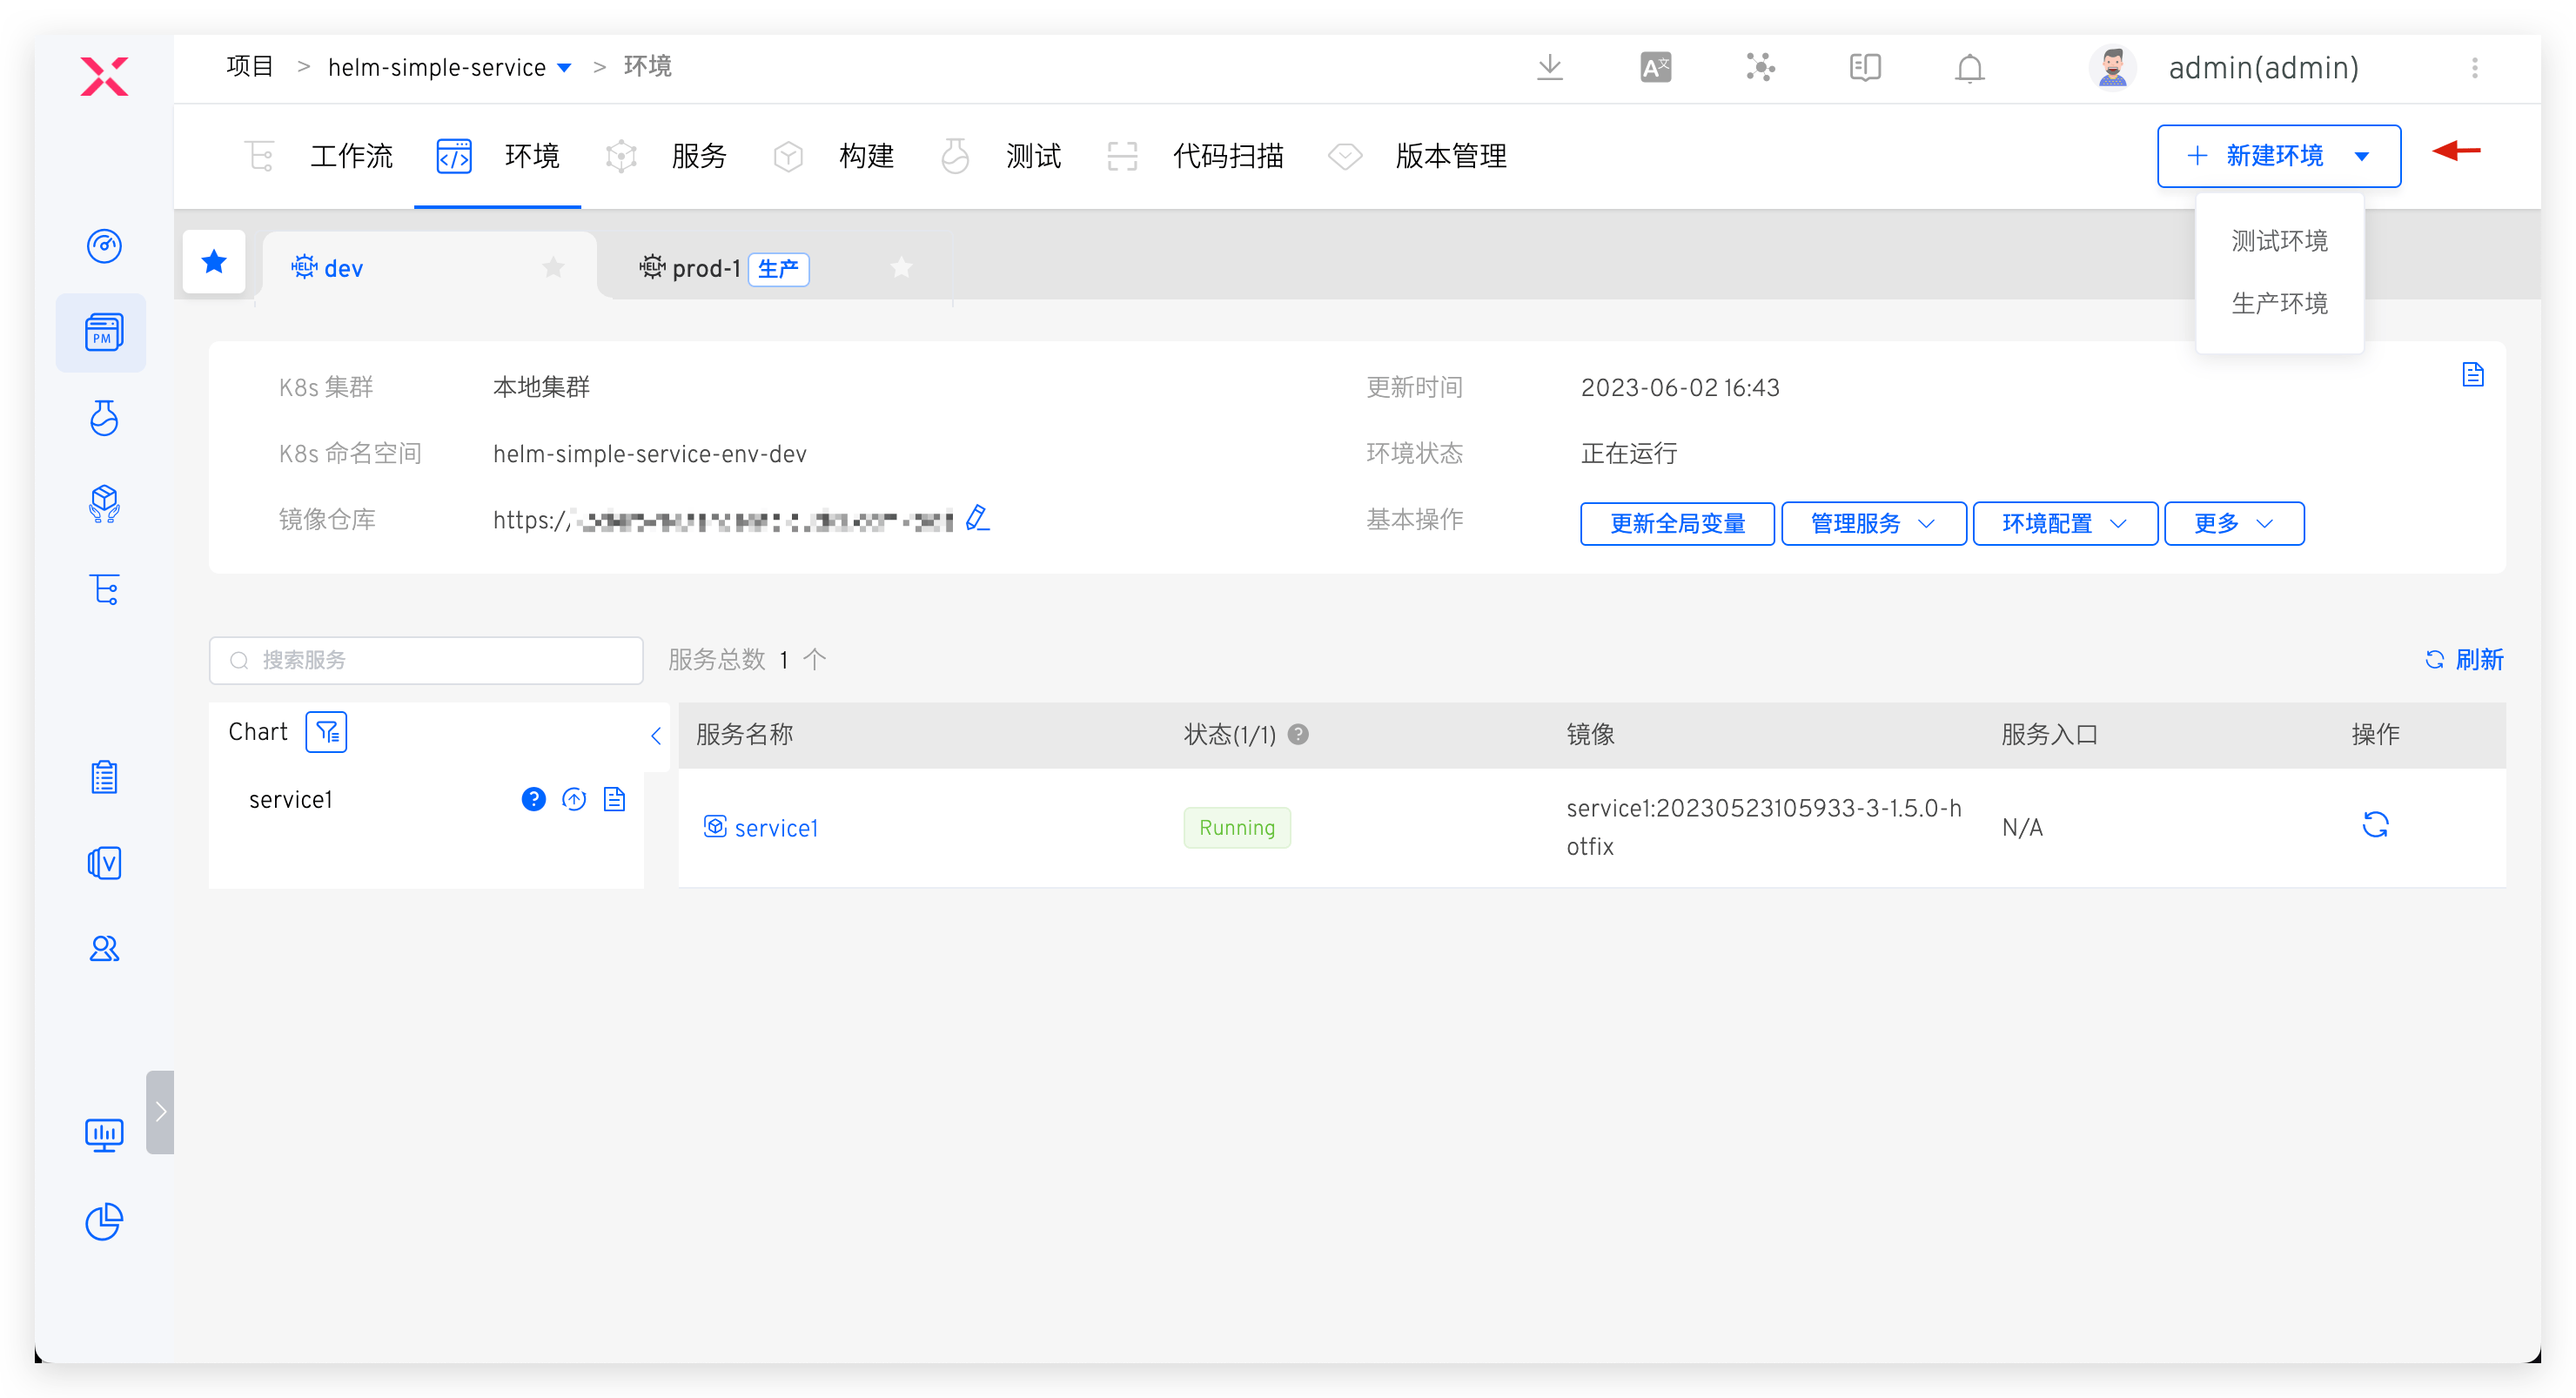 项目 > helm-simple-service > 环境
admin(admin)
工作流 环境 服务 构建 测试 代码扫描 版本管理
+ 新建环境
测试环境
生产环境
HELM dev
HELM prod-1 生产
PM
K8s 集群 本地集群
更新时间 2023-06-02 16:43
K8s 命名空间 helm-simple-service-env-dev
环境状态 正在运行
镜像仓库 https:/
基本操作 更新全局变量 管理服务 环境配置 更多
搜索服务
服务总数 1 个
刷新
Chart
service1
服务名称 状态(1/1) 镜像 服务入口 操作
service1 Running service1:20230523105933-3-1.5.0-h
otfix
N/A